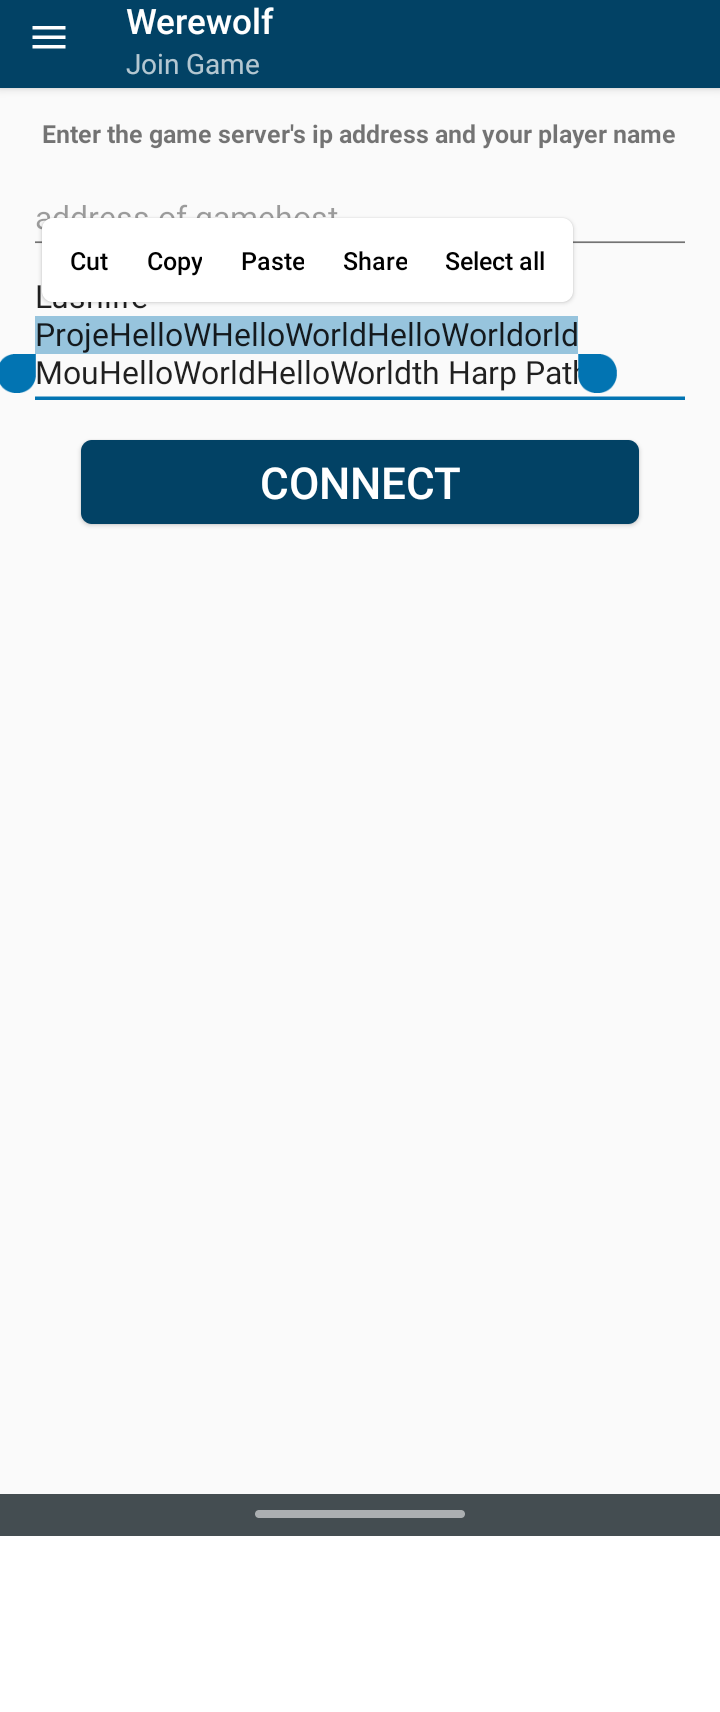 Werewolf
Join Game
Enter the game server's ip address and your player name
address of gamehost
Cut Copy Paste Share Select all
ProjeHelloWHelloWorldHelloWorldorld
MouHelloWorldHelloWorldth Harp Path
CONNECT